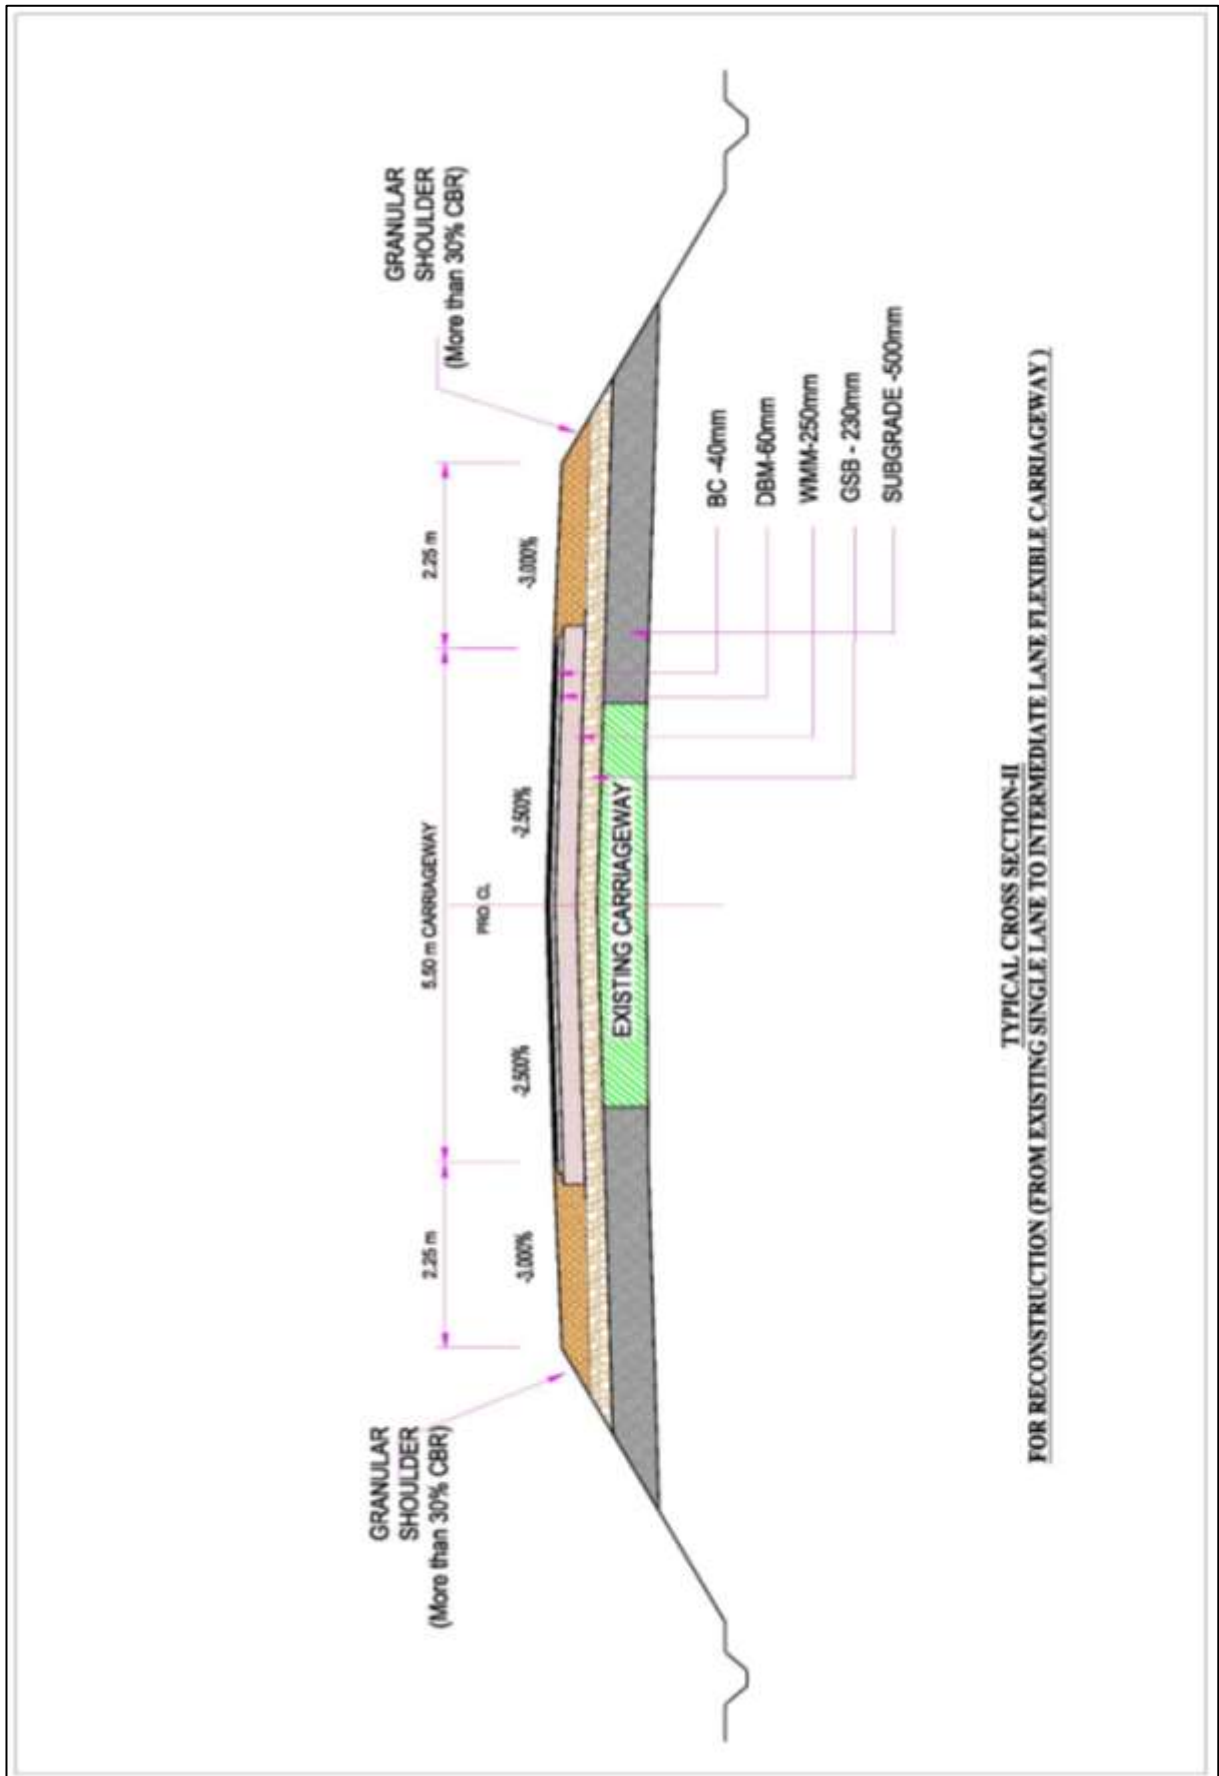 GRANULAR
SHOULDER
(More than 30% CBR)
GRANULAR
SHOULDER
(More than 30% CBR)
2.25 m
5.50 m CARRIAGEWAY
2.25 m
PRO. CL
-3.000%
-2.500%
-2.500%
-3.000%
EXISTING CARRIAGEWAY
BC -40mm
DBM-60mm
WMM-250mm
GSB - 230mm
SUBGRADE -500mm
TYPICAL CROSS SECTION-II
FOR RECONSTRUCTION (FROM EXISTING SINGLE LANE TO INTERMEDIATE LANE FLEXIBLE CARRIAGEWAY )